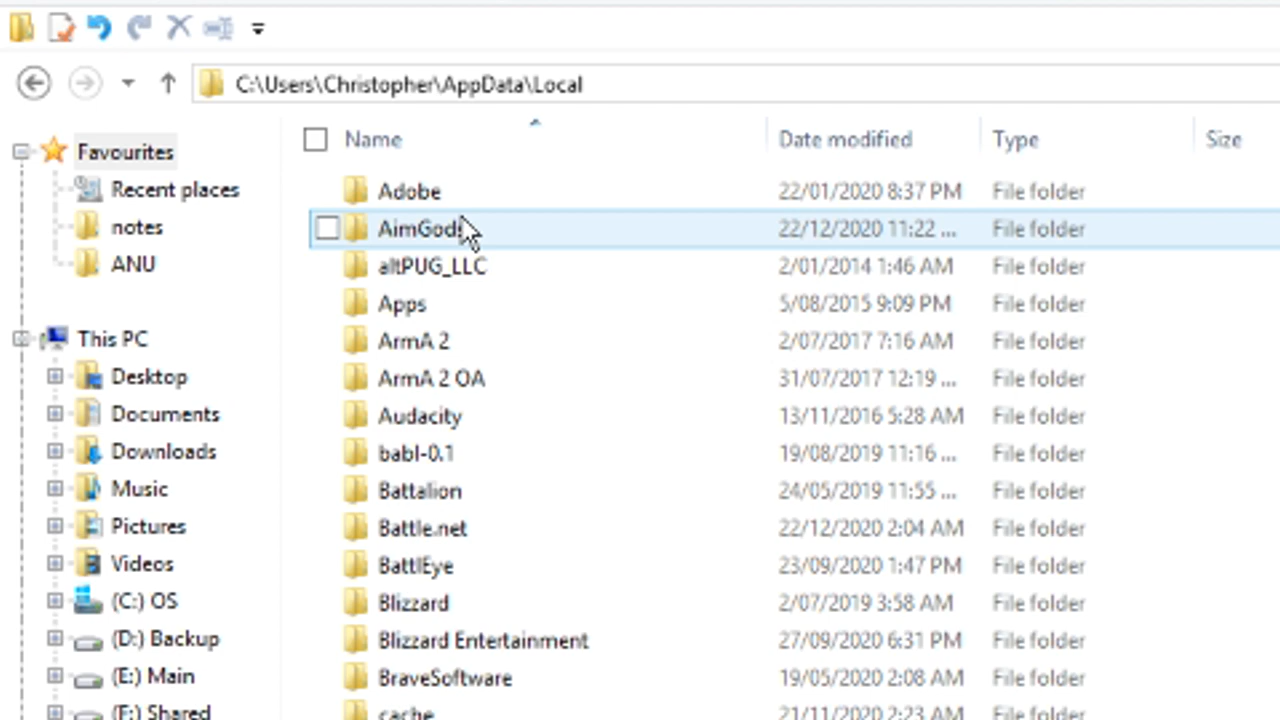 C:\Users\Christopher\AppData\Local
Name Date modified Type Size
Favourites
Recent places
notes
ANU
This PC
Desktop
Documents
Downloads
Music
Pictures
Videos
(C:) OS
(D:) Backup
(E:) Main
(F:) Shared
Adobe 22/01/2020 8:37 PM File folder
22/12/2020 11:22 ... File folder
altPUG_LLC 2/01/2014 1:46 AM File folder
Apps 5/08/2015 9:09 PM File folder
ArmA 2 2/07/2017 7:16 AM File folder
ArmA 2 OA 31/07/2017 12:19 ... File folder
Audacity 13/11/2016 5:28 AM File folder
babl-0.1 19/08/2019 11:16 ... File folder
Battalion 24/05/2019 11:55 ... File folder
Battle.net 22/12/2020 2:04 AM File folder
BattlEye 23/09/2020 1:47 PM File folder
Blizzard 2/07/2019 3:58 AM File folder
Blizzard Entertainment 27/09/2020 6:31 PM File folder
BraveSoftware 19/05/2020 2:08 AM File folder
cache 21/11/2020 2:23 AM File folder